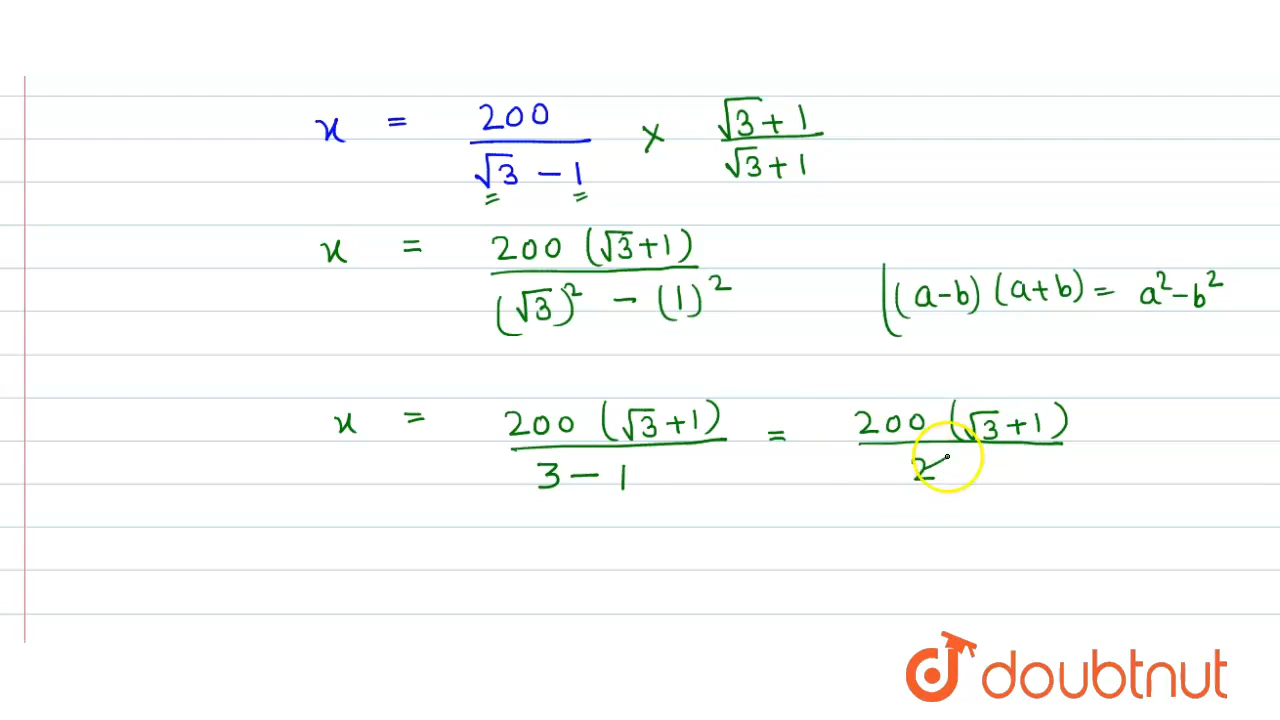 x = 200/(√3 − 1) × (√3 + 1)/(√3 + 1)
x = 200 (√3 + 1)/((√3)² − (1)²)
|(a−b) (a+b) = a²−b²
x = 200 (√3 + 1)/(3 − 1) = 200 (√3 + 1)/2
doubtnut